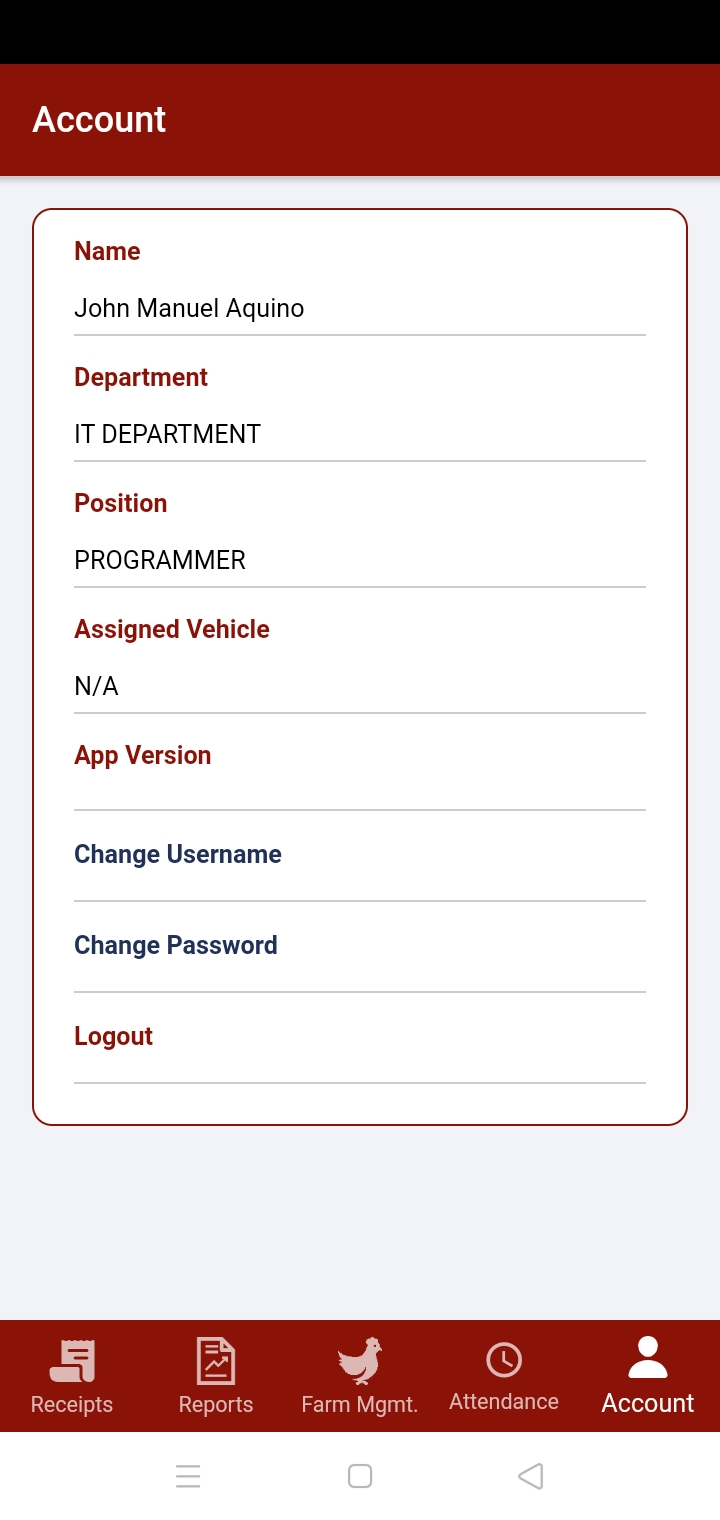 Account
Name
John Manuel Aquino
Department
IT DEPARTMENT
Position
PROGRAMMER
Assigned Vehicle
N/A
App Version
Change Username
Change Password
Logout
Receipts
Reports
Farm Mgmt.
Attendance
Account